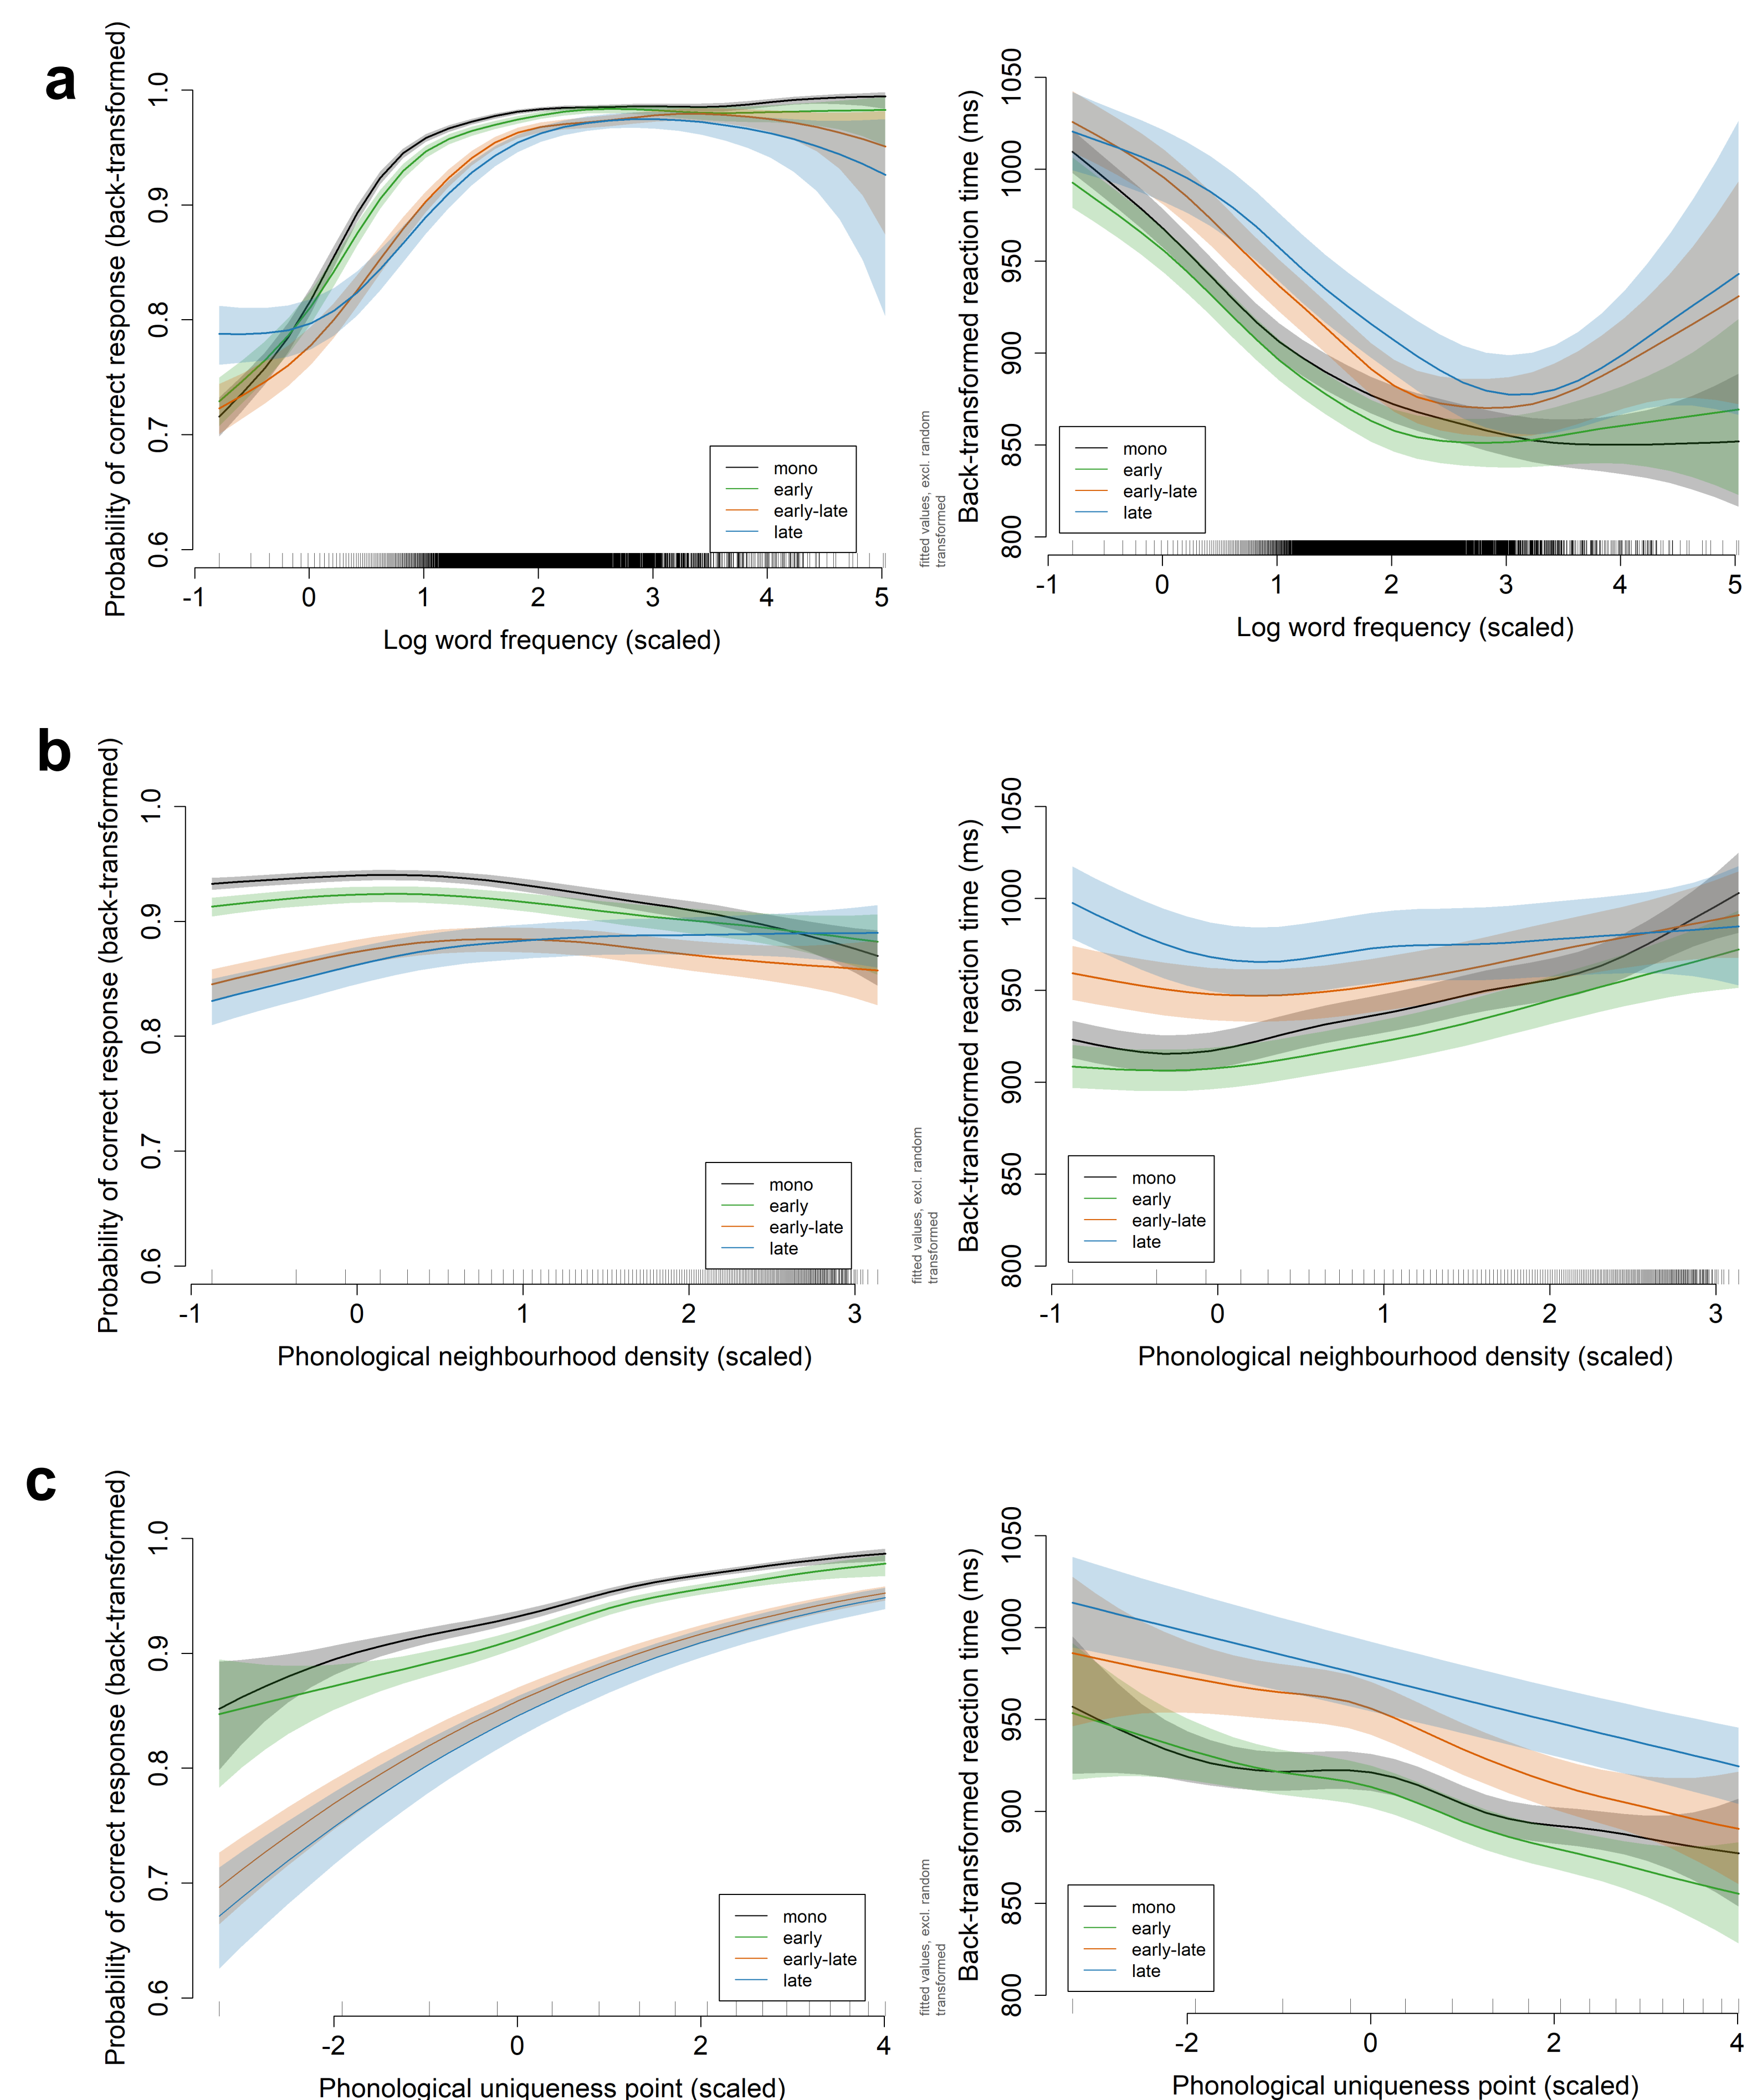 a
Probability of correct response (back-transformed)
1.0
0.9
0.8
0.7
0.6
mono
early
early-late
late
-1 0 1 2 3 4 5
Log word frequency (scaled)
fitted values, excl. random
transformed
Back-transformed reaction time (ms)
1050
1000
950
900
850
800
mono
early
early-late
late
-1 0 1 2 3 4 5
Log word frequency (scaled)
b
Probability of correct response (back-transformed)
1.0
0.9
0.8
0.7
0.6
mono
early
early-late
late
-1 0 1 2 3
Phonological neighbourhood density (scaled)
fitted values, excl. random
transformed
Back-transformed reaction time (ms)
1050
1000
950
900
850
800
mono
early
early-late
late
-1 0 1 2 3
Phonological neighbourhood density (scaled)
c
Probability of correct response (back-transformed)
1.0
0.9
0.8
0.7
0.6
mono
early
early-late
late
-2 0 2 4
Phonological uniqueness point (scaled)
fitted values, excl. random
transformed
Back-transformed reaction time (ms)
1050
1000
950
900
850
800
mono
early
early-late
late
-2 0 2 4
Phonological uniqueness point (scaled)